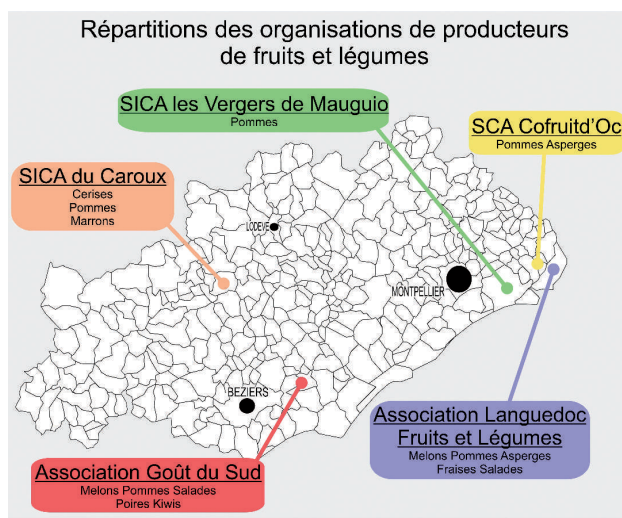 Répartitions des organisations de producteurs
de fruits et légumes
SICA les Vergers de Mauguio
Pommes
SCA Cofruitd'Oc
Pommes Asperges
SICA du Caroux
Cerises
Pommes
Marrons
LODEVE
MONTPELLIER
BEZIERS
Association Languedoc
Fruits et Légumes
Melons Pommes Asperges
Fraises Salades
Association Goût du Sud
Melons Pommes Salades
Poires Kiwis